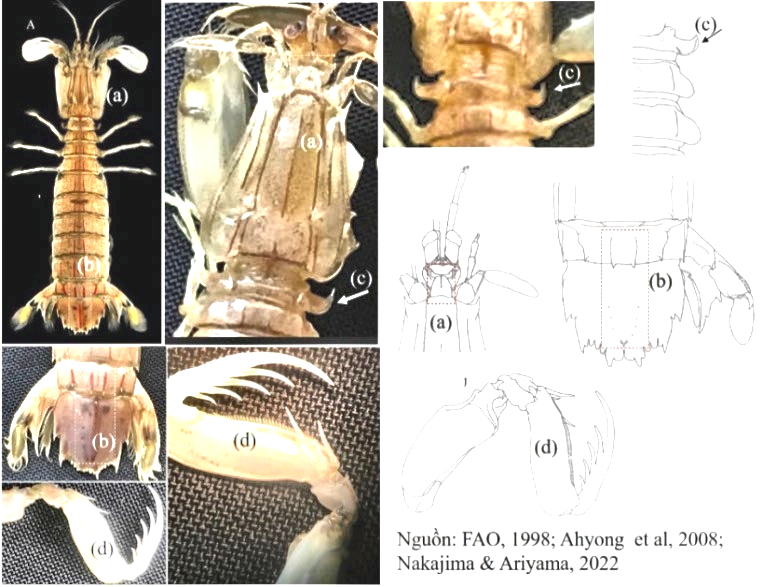 A
(a)
(b)
(a)
(c)
(c)
(c)
(a)
(b)
(b)
(d)
(d)
(d)
Nguồn: FAO, 1998; Ahyong et al, 2008;
Nakajima & Ariyama, 2022